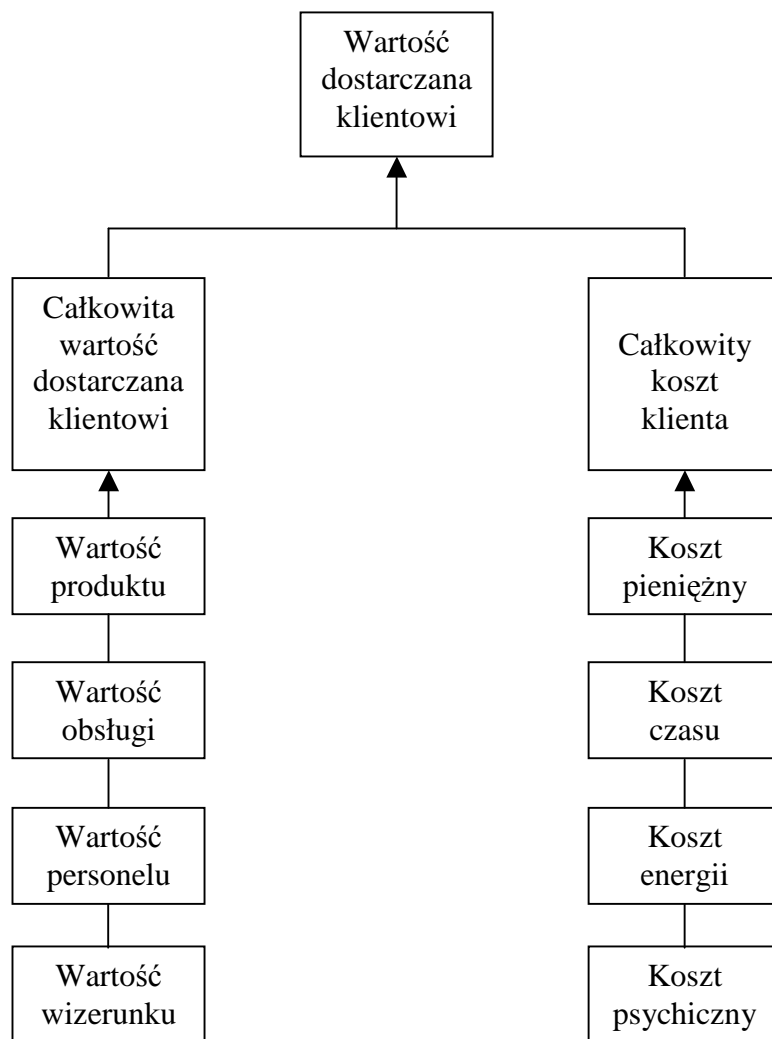 Wartość
dostarczana
klientowi
Całkowita
wartość
dostarczana
klientowi
Całkowity
koszt
klienta
Wartość
produktu
Koszt
pieniężny
Wartość
obsługi
Koszt
czasu
Wartość
personelu
Koszt
energii
Wartość
wizerunku
Koszt
psychiczny